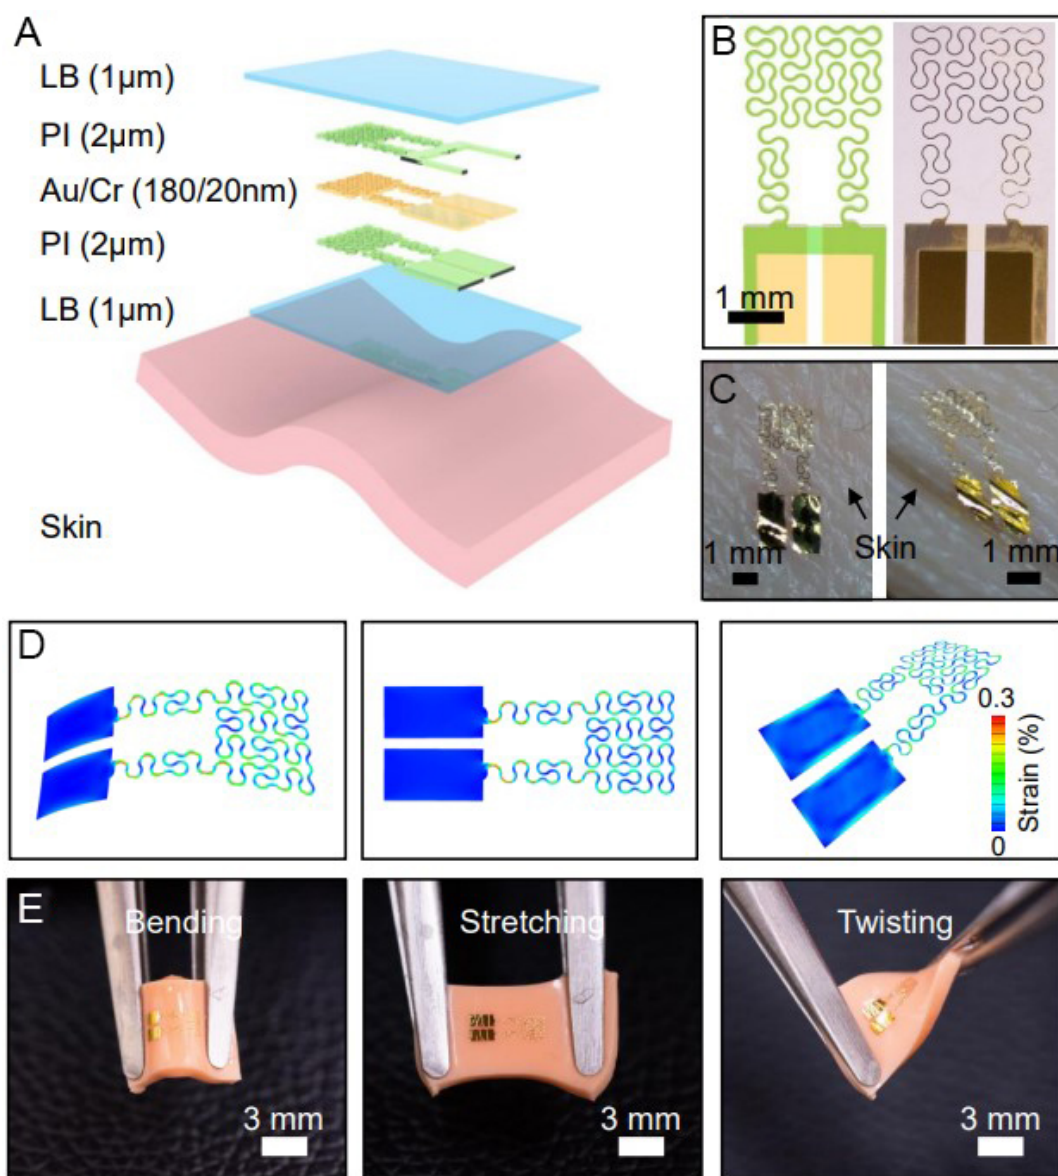 A
LB (1μm)
PI (2μm)
Au/Cr (180/20nm)
PI (2μm)
LB (1μm)
Skin
B
1 mm
C
Skin
1 mm
1 mm
D
0.3
Strain (%)
0
E
Bending
Stretching
Twisting
3 mm
3 mm
3 mm